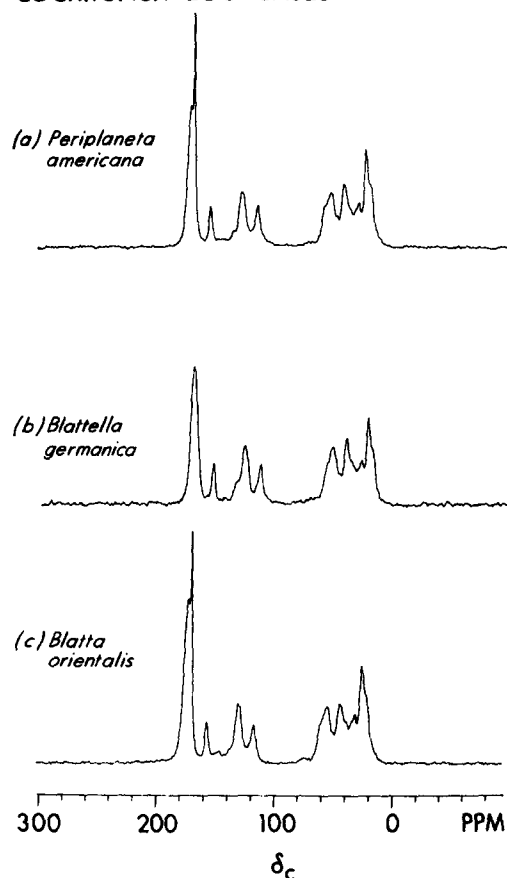 (a) Periplaneta
americana
(b) Blattella
germanica
(c) Blatta
orientalis
300 200 100 0 PPM
δc